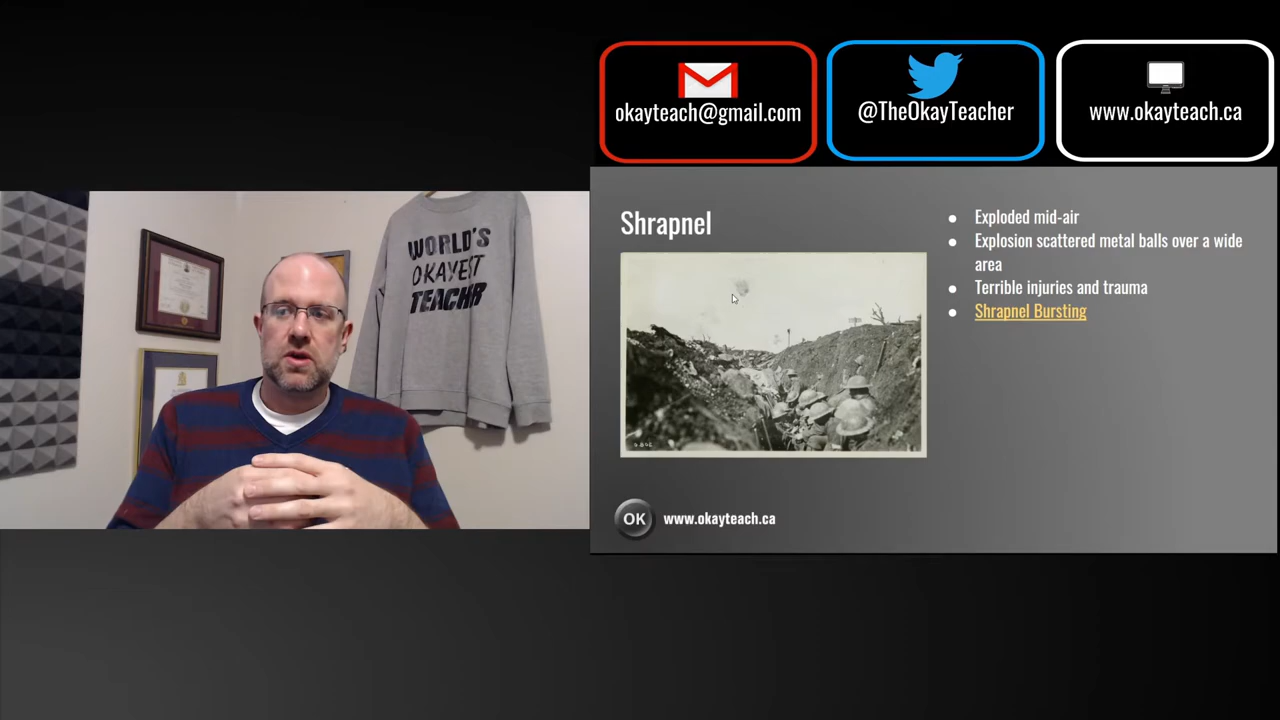 okayteach@gmail.com
@TheOkayTeacher
www.okayteach.ca
WORLD'S
OKAYEST
TEACHR
Shrapnel
● Exploded mid-air
● Explosion scattered metal balls over a wide
area
● Terrible injuries and trauma
● Shrapnel Bursting
OK www.okayteach.ca